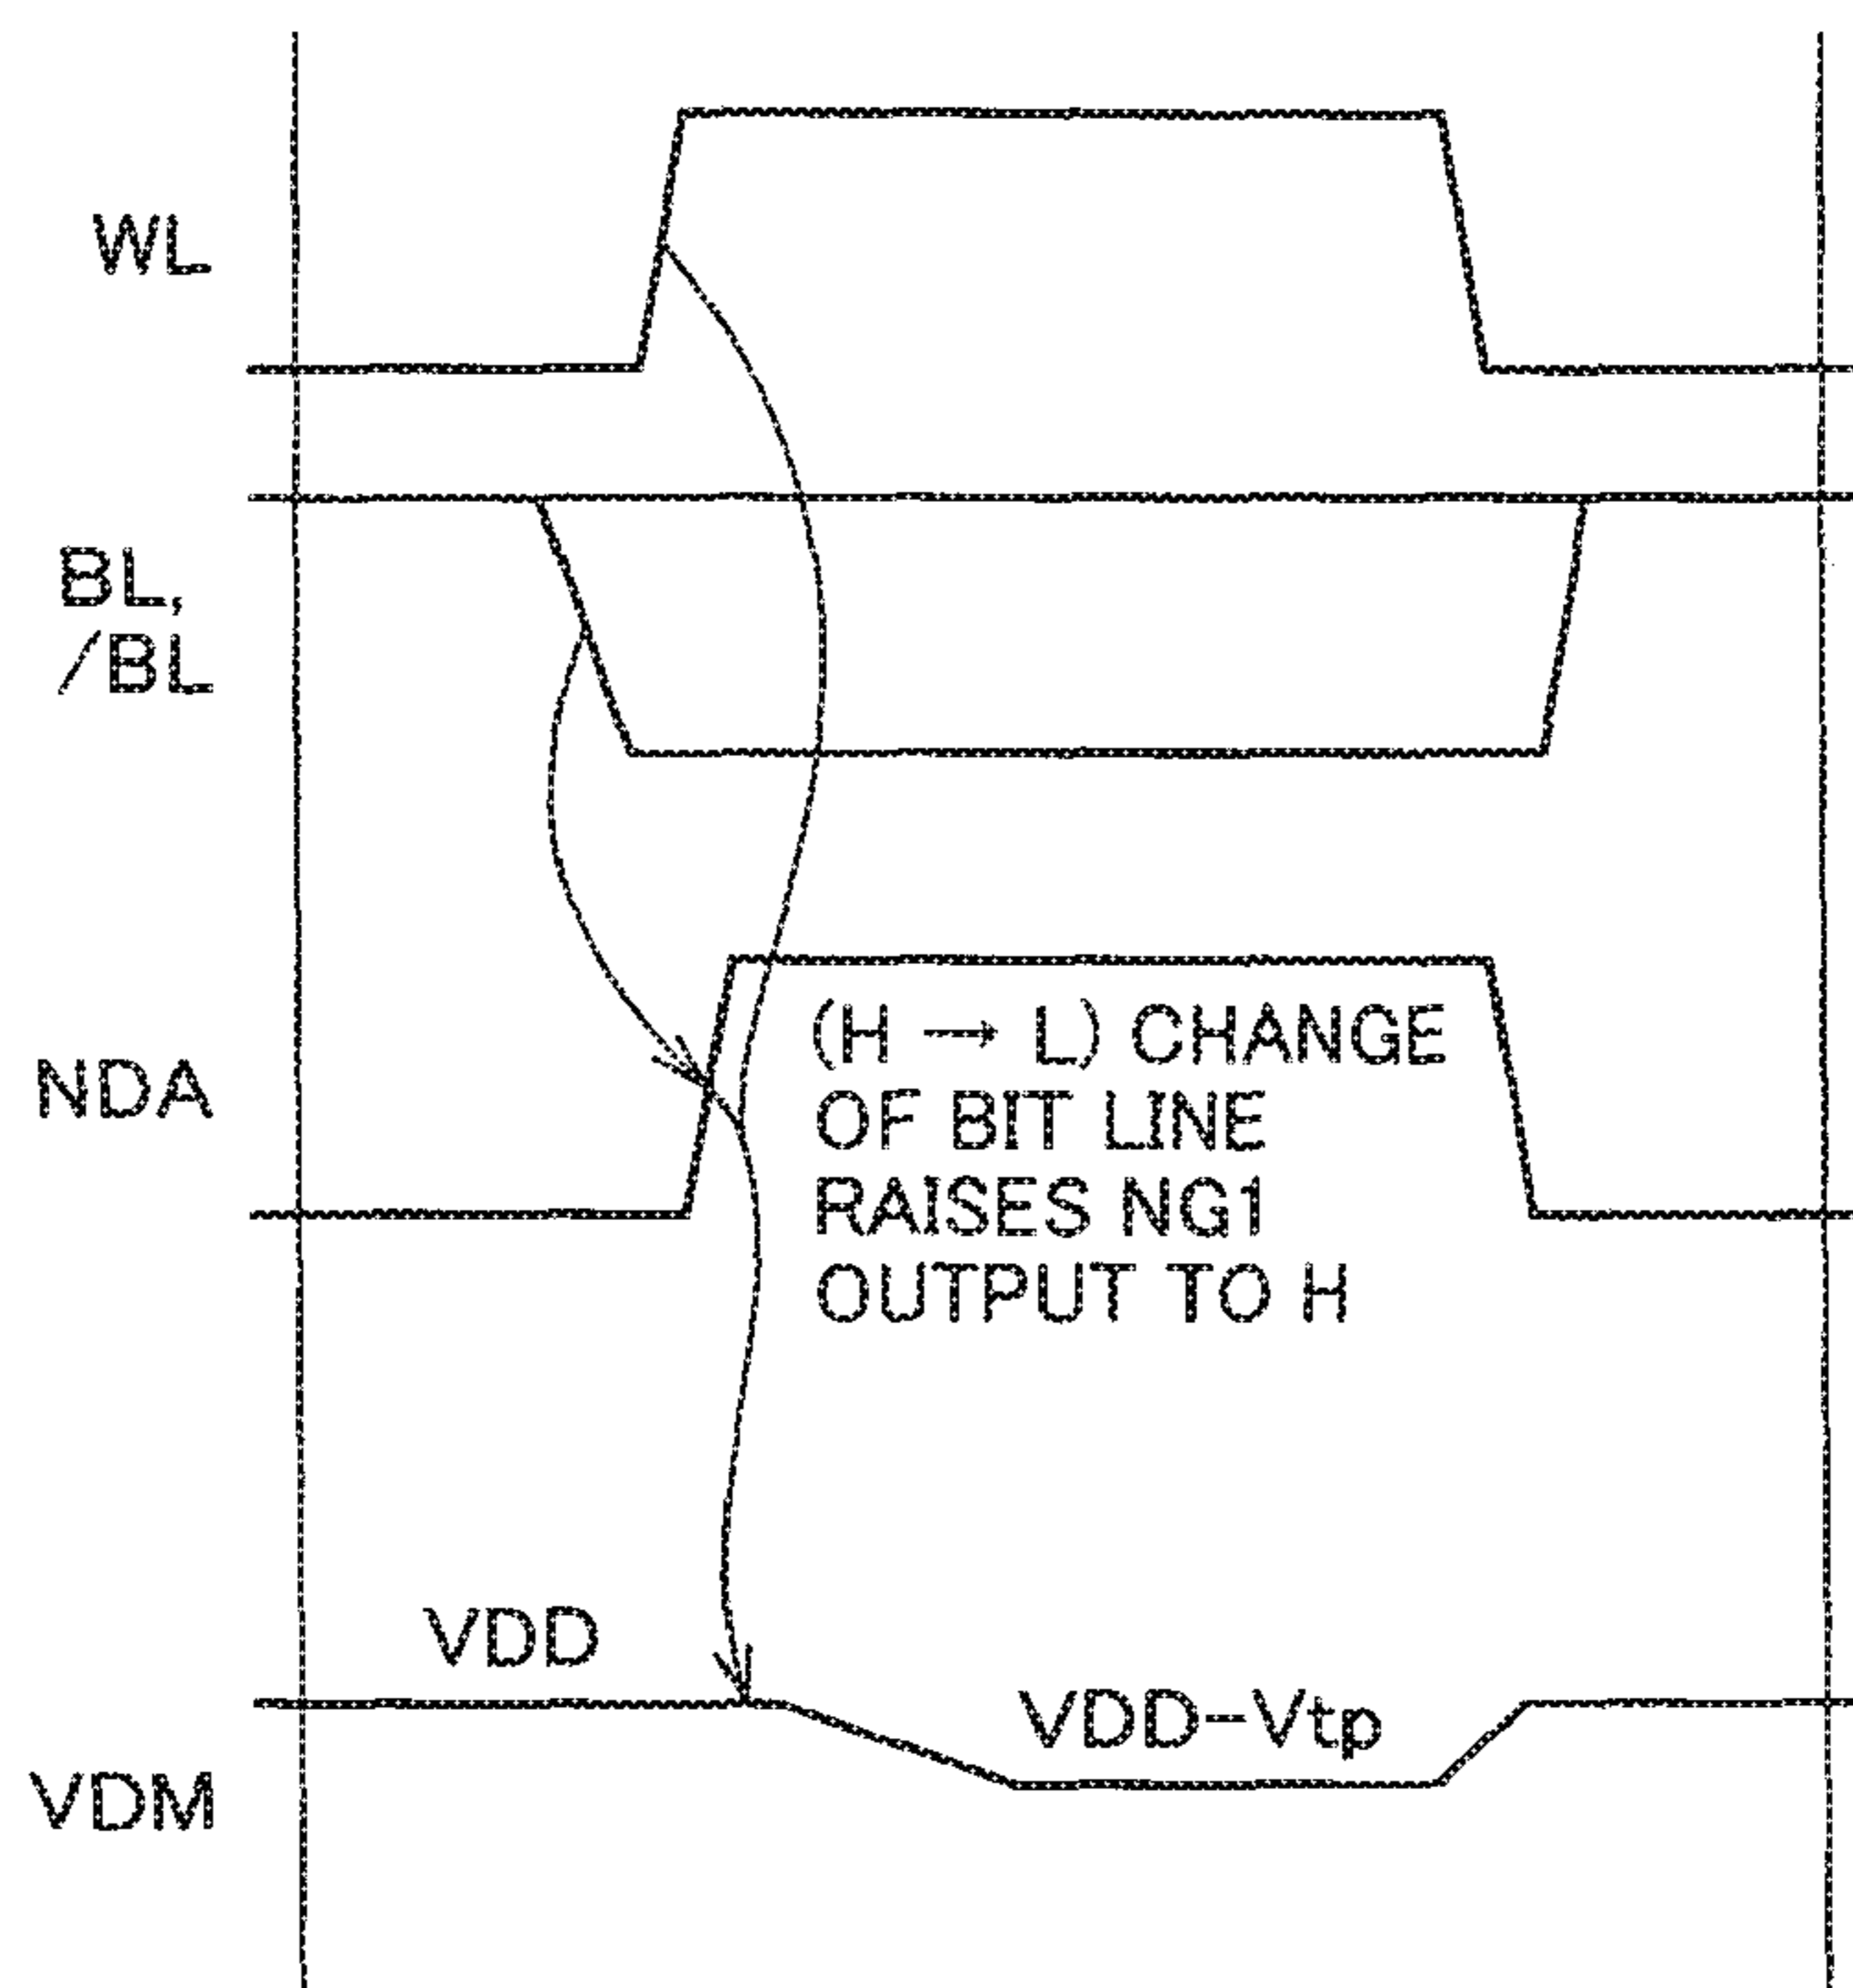 WL
BL,
/BL
NDA
(H → L) CHANGE
OF BIT LINE
RAISES NG1
OUTPUT TO H
VDD
VDD-Vtp
VDM